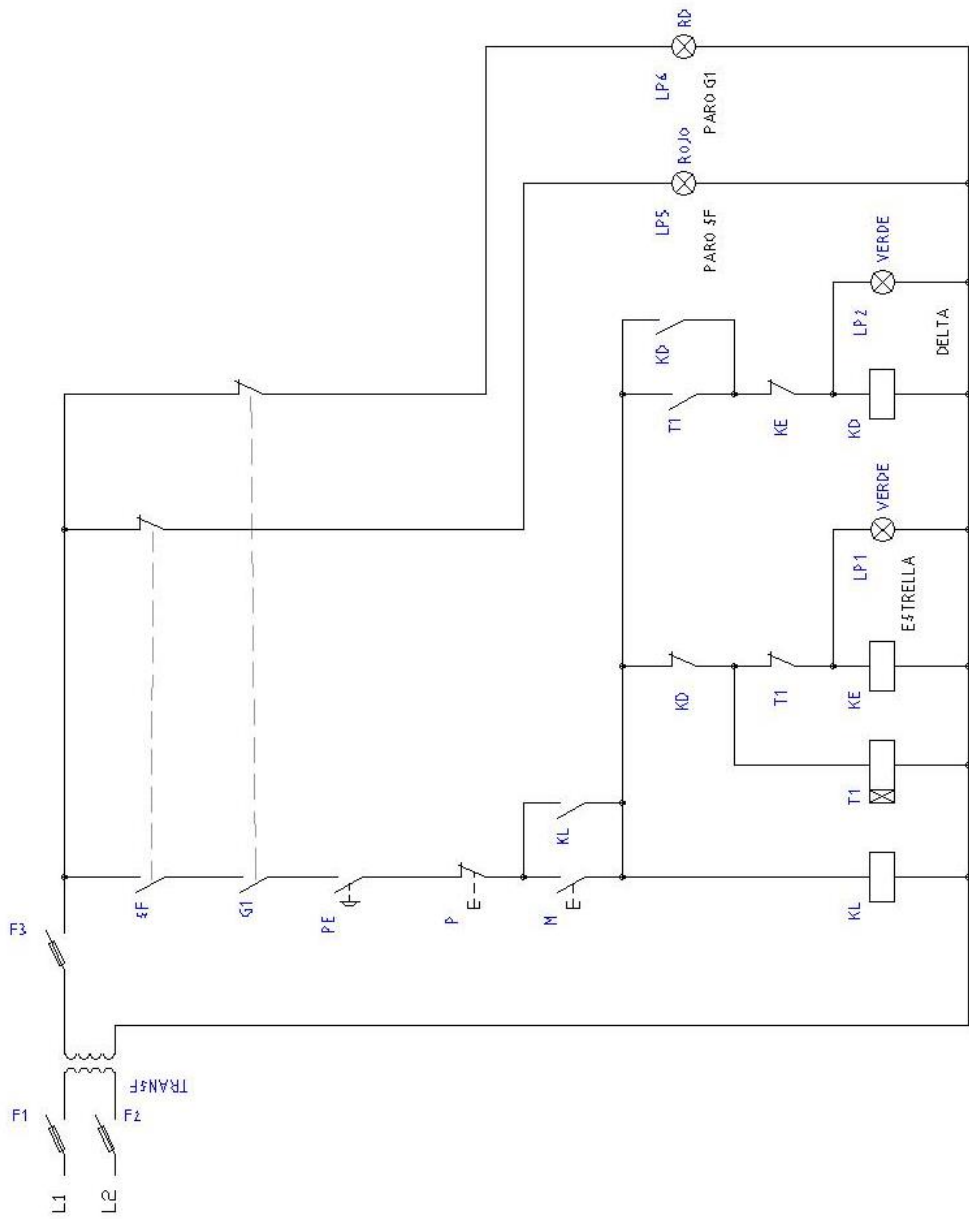 L1
L2
F1
F2
TRANSF
F3
SF
G1
PE
P
M
KL
KL
T1
KD
T1
KE
LP1
VERDE
ESTRELLA
KD
T1
KE
KD
LP2
VERDE
DELTA
LP5
ROJO
PARO SF
LP6
RD
PARO G1